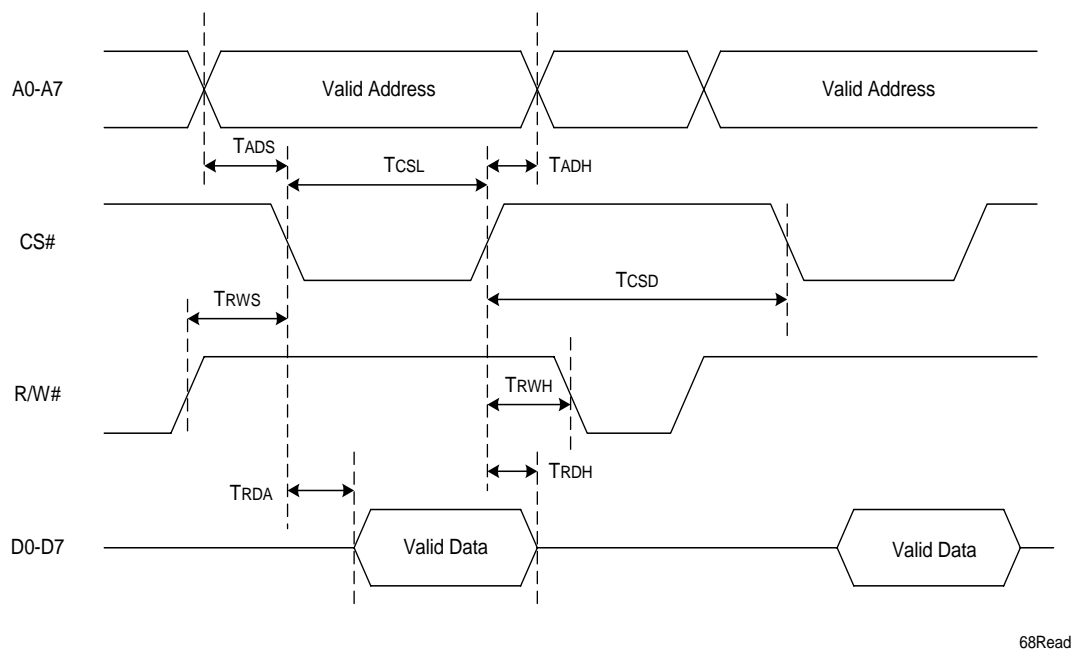 A0-A7
Valid Address
Valid Address
TADS
TCSL
TADH
CS#
TCSD
TRWS
R/W#
TRWH
TRDA
TRDH
D0-D7
Valid Data
Valid Data
68Read